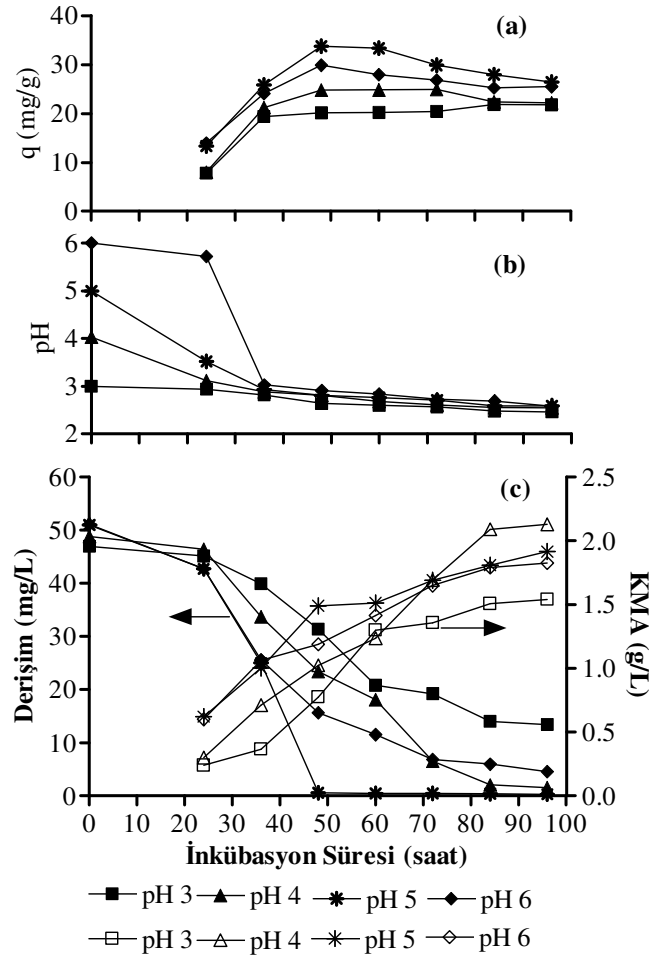 (a)
40
30
20
10
0
q (mg/g)
(b)
6
5
4
3
2
pH
(c)
60
50
40
30
20
10
0
Derişim (mg/L)
2.5
2.0
1.5
1.0
0.5
0.0
KMA (g/L)
0 10 20 30 40 50 60 70 80 90 100
İnkübasyon Süresi (saat)
pH 3 pH 4 pH 5 pH 6
pH 3 pH 4 pH 5 pH 6